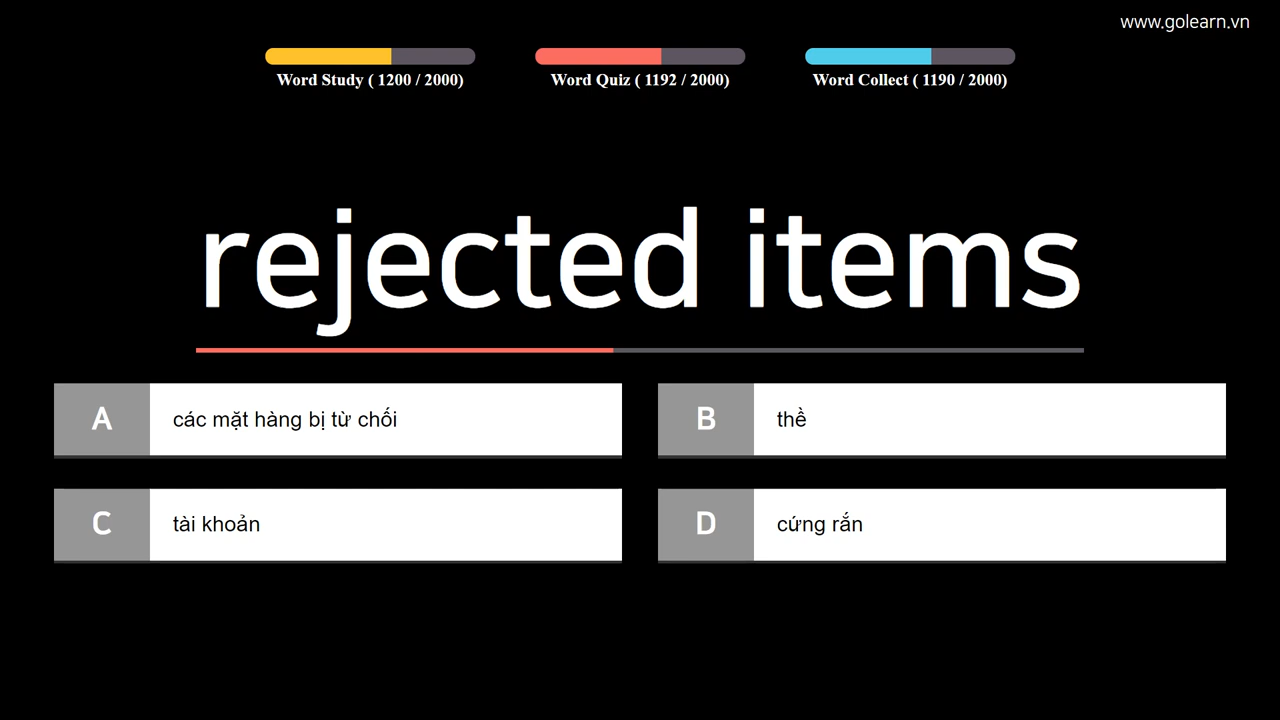 www.golearn.vn
Word Study ( 1200 / 2000)
Word Quiz ( 1192 / 2000)
Word Collect ( 1190 / 2000)
rejected items
A các mặt hàng bị từ chối
B thề
C tài khoản
D cứng rắn